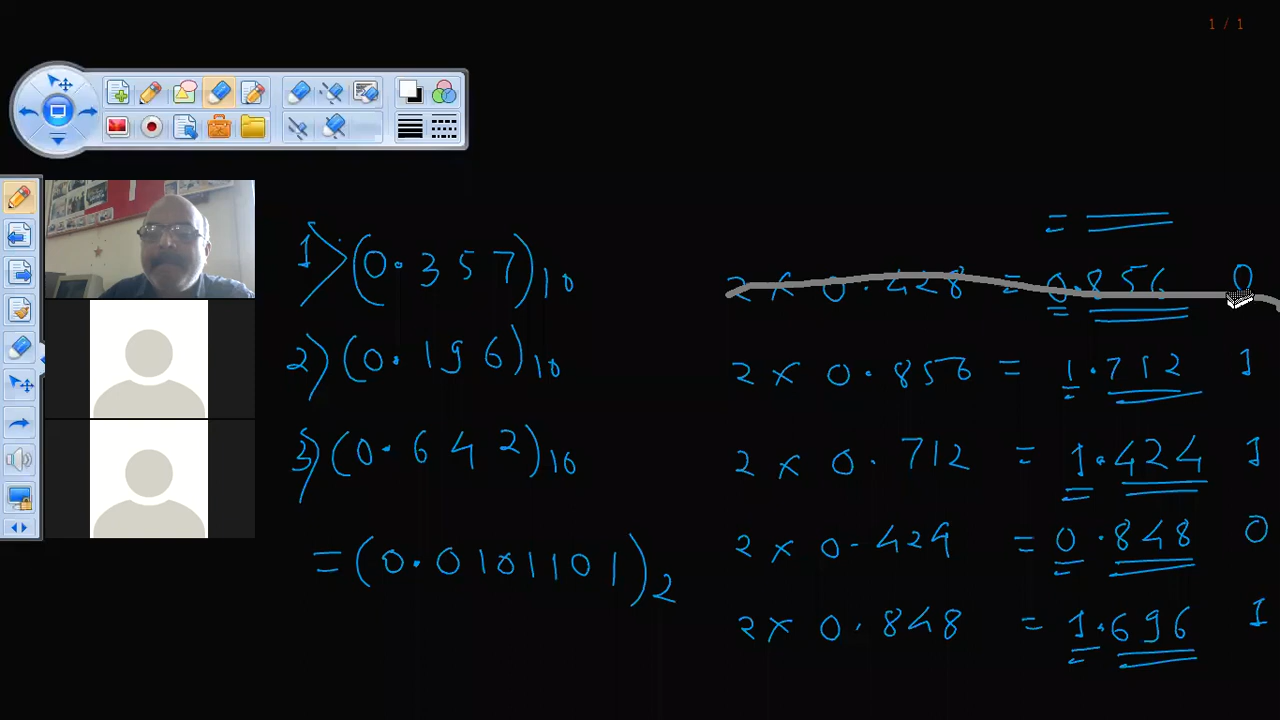 1 / 1
1) (0.357)10
2) (0.196)10
3) (0.642)10
= (0.0101101)2
=
2 x 0.428 = 0.856 0
2 x 0.856 = 1.712 1
2 x 0.712 = 1.424 1
2 x 0.424 = 0.848 0
2 x 0.848 = 1.696 1